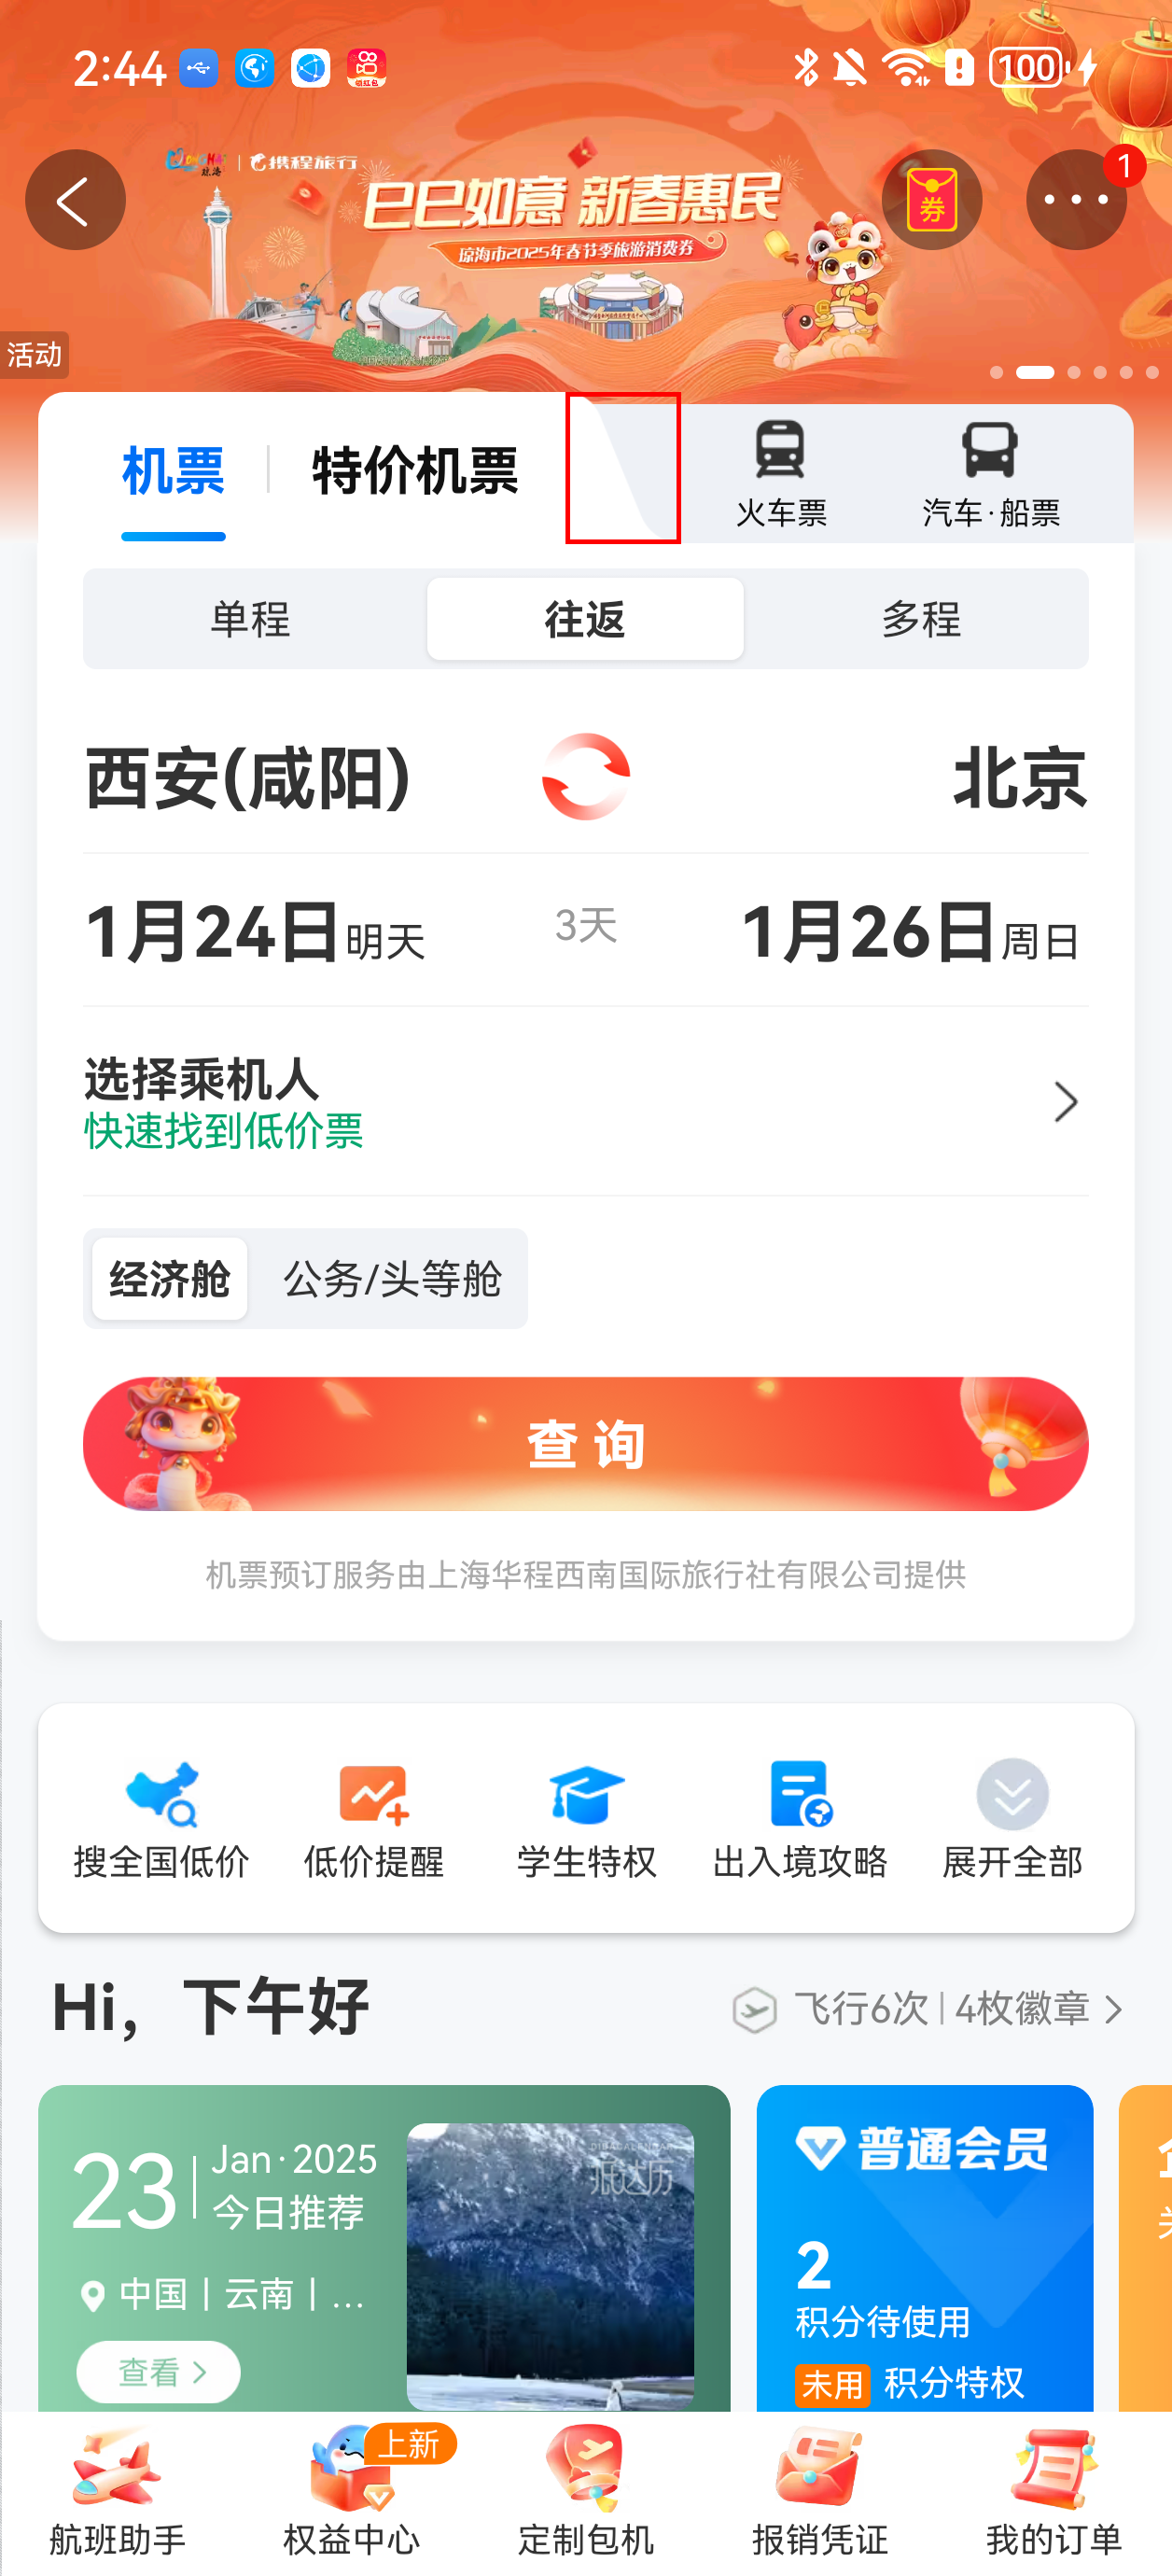 2:44
领红包
100
琼海
携程旅行
券
1
巳巳如意 新春惠民
琼海市2025年春节季旅游消费券
活动
机票
特价机票
火车票
汽车·船票
单程
往返
多程
西安(咸阳)
北京
1月24日明天
3天
1月26日周日
选择乘机人
快速找到低价票
经济舱
公务/头等舱
查 询
机票预订服务由上海华程西南国际旅行社有限公司提供
搜全国低价
低价提醒
学生特权
出入境攻略
展开全部
Hi，下午好
飞行6次
4枚徽章
23
Jan·2025
今日推荐
中国丨云南丨...
查看
普通会员
2
积分待使用
未用 积分特权
上新
航班助手
权益中心
定制包机
报销凭证
我的订单